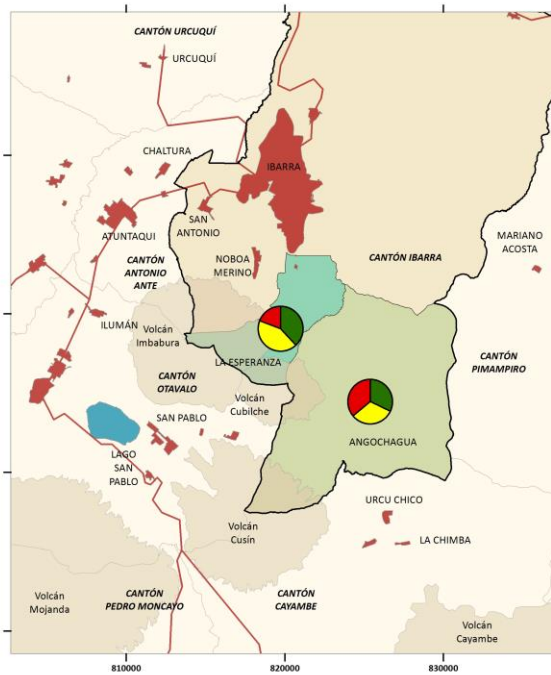 CANTÓN URCUQUÍ
URCUQUÍ
CHALTURA
IBARRA
SAN
ANTONIO
ATUNTAQUI
MARIANO
ACOSTA
CANTÓN
ANTONIO
ANTE
NOBOA
MERINO
CANTÓN IBARRA
ILUMÁN
Volcán
Imbabura
CANTÓN
PIMAMPIRO
LA ESPERANZA
CANTÓN
OTAVALO
Volcán
Cubilche
SAN PABLO
ANGOCHAGUA
LAGO
SAN
PABLO
URCU CHICO
Volcán
Cusín
LA CHIMBA
Volcán
Mojanda
CANTÓN
PEDRO MONCAYO
CANTÓN
CAYAMBE
Volcán
Cayambe
810000
820000
830000